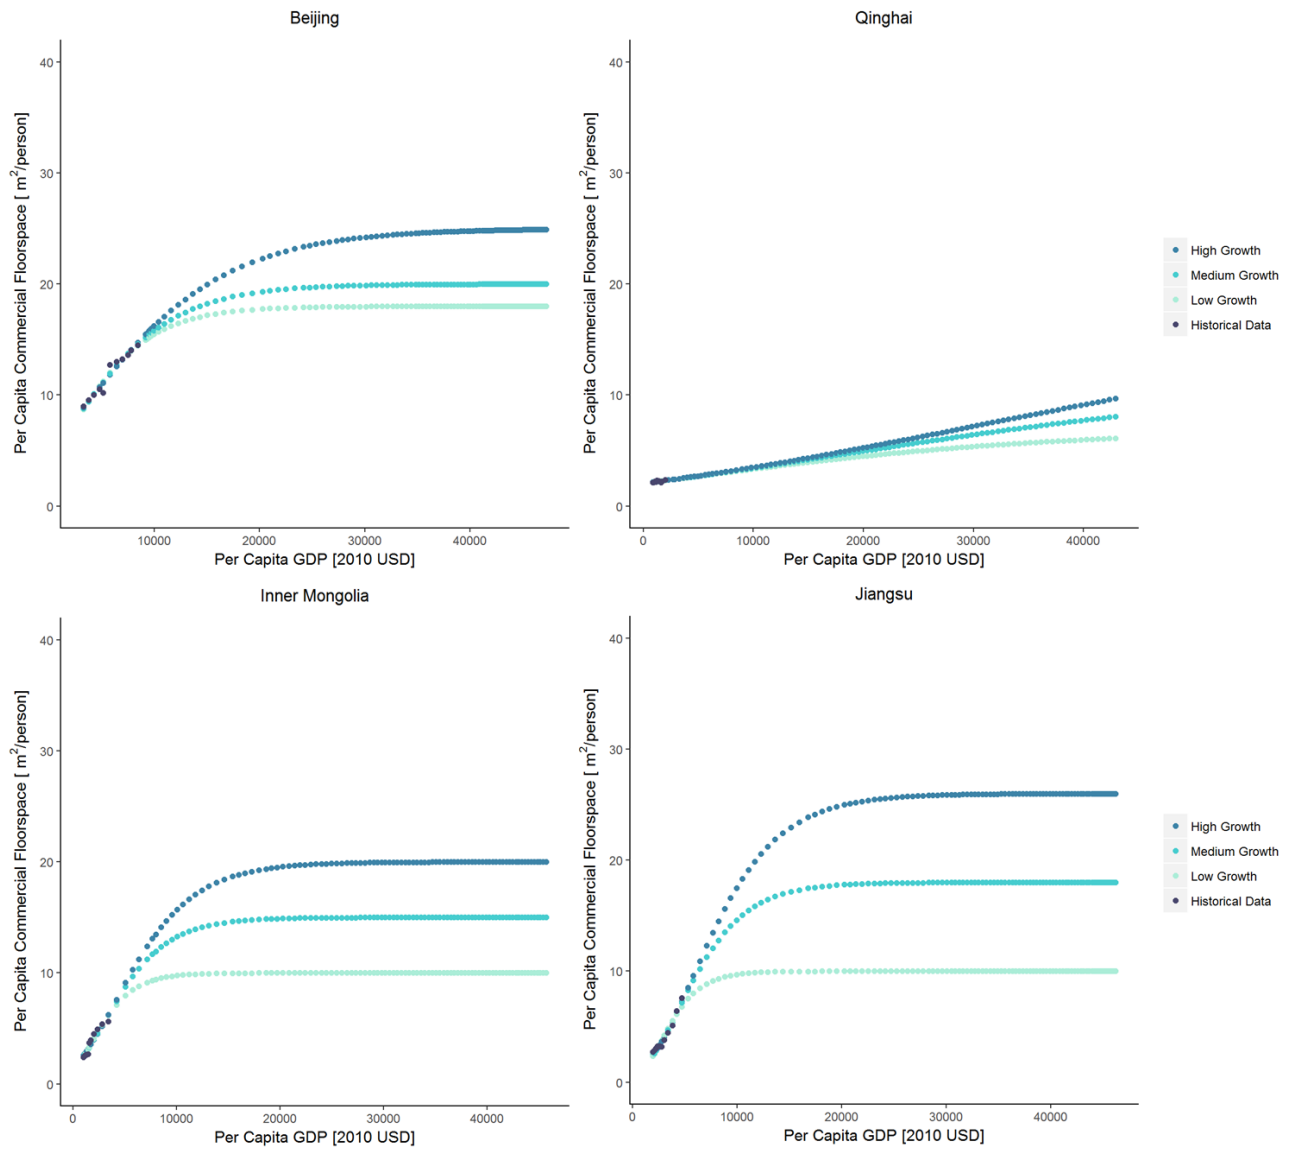 Beijing
Per Capita Commercial Floorspace [ m²/person]
40
30
20
10
0
10000 20000 30000 40000
Per Capita GDP [2010 USD]
Qinghai
Per Capita Commercial Floorspace [ m²/person]
40
30
20
10
0
0 10000 20000 30000 40000
Per Capita GDP [2010 USD]
High Growth
Medium Growth
Low Growth
Historical Data
Inner Mongolia
Per Capita Commercial Floorspace [ m²/person]
40
30
20
10
0
0 10000 20000 30000 40000
Per Capita GDP [2010 USD]
Jiangsu
Per Capita Commercial Floorspace [ m²/person]
40
30
20
10
0
0 10000 20000 30000 40000
Per Capita GDP [2010 USD]
High Growth
Medium Growth
Low Growth
Historical Data